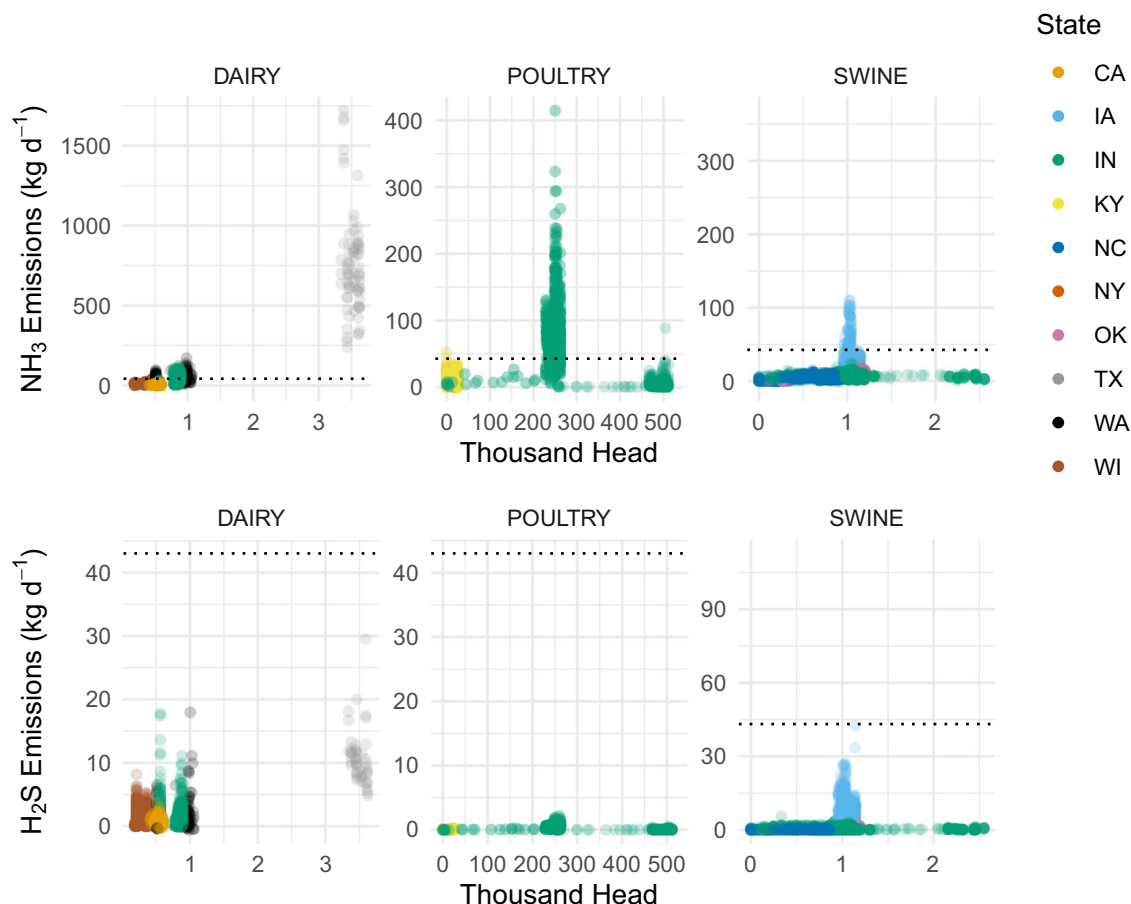 State
CA
IA
IN
KY
NC
NY
OK
TX
WA
WI
DAIRY POULTRY SWINE
NH₃ Emissions (kg d⁻¹)
1500
1000
500
0
400
300
200
100
0
300
200
100
0
1 2 3
0 100 200 300 400 500
0 1 2
Thousand Head
DAIRY POULTRY SWINE
H₂S Emissions (kg d⁻¹)
40
30
20
10
0
40
30
20
10
0
90
60
30
0
1 2 3
0 100 200 300 400 500
0 1 2
Thousand Head